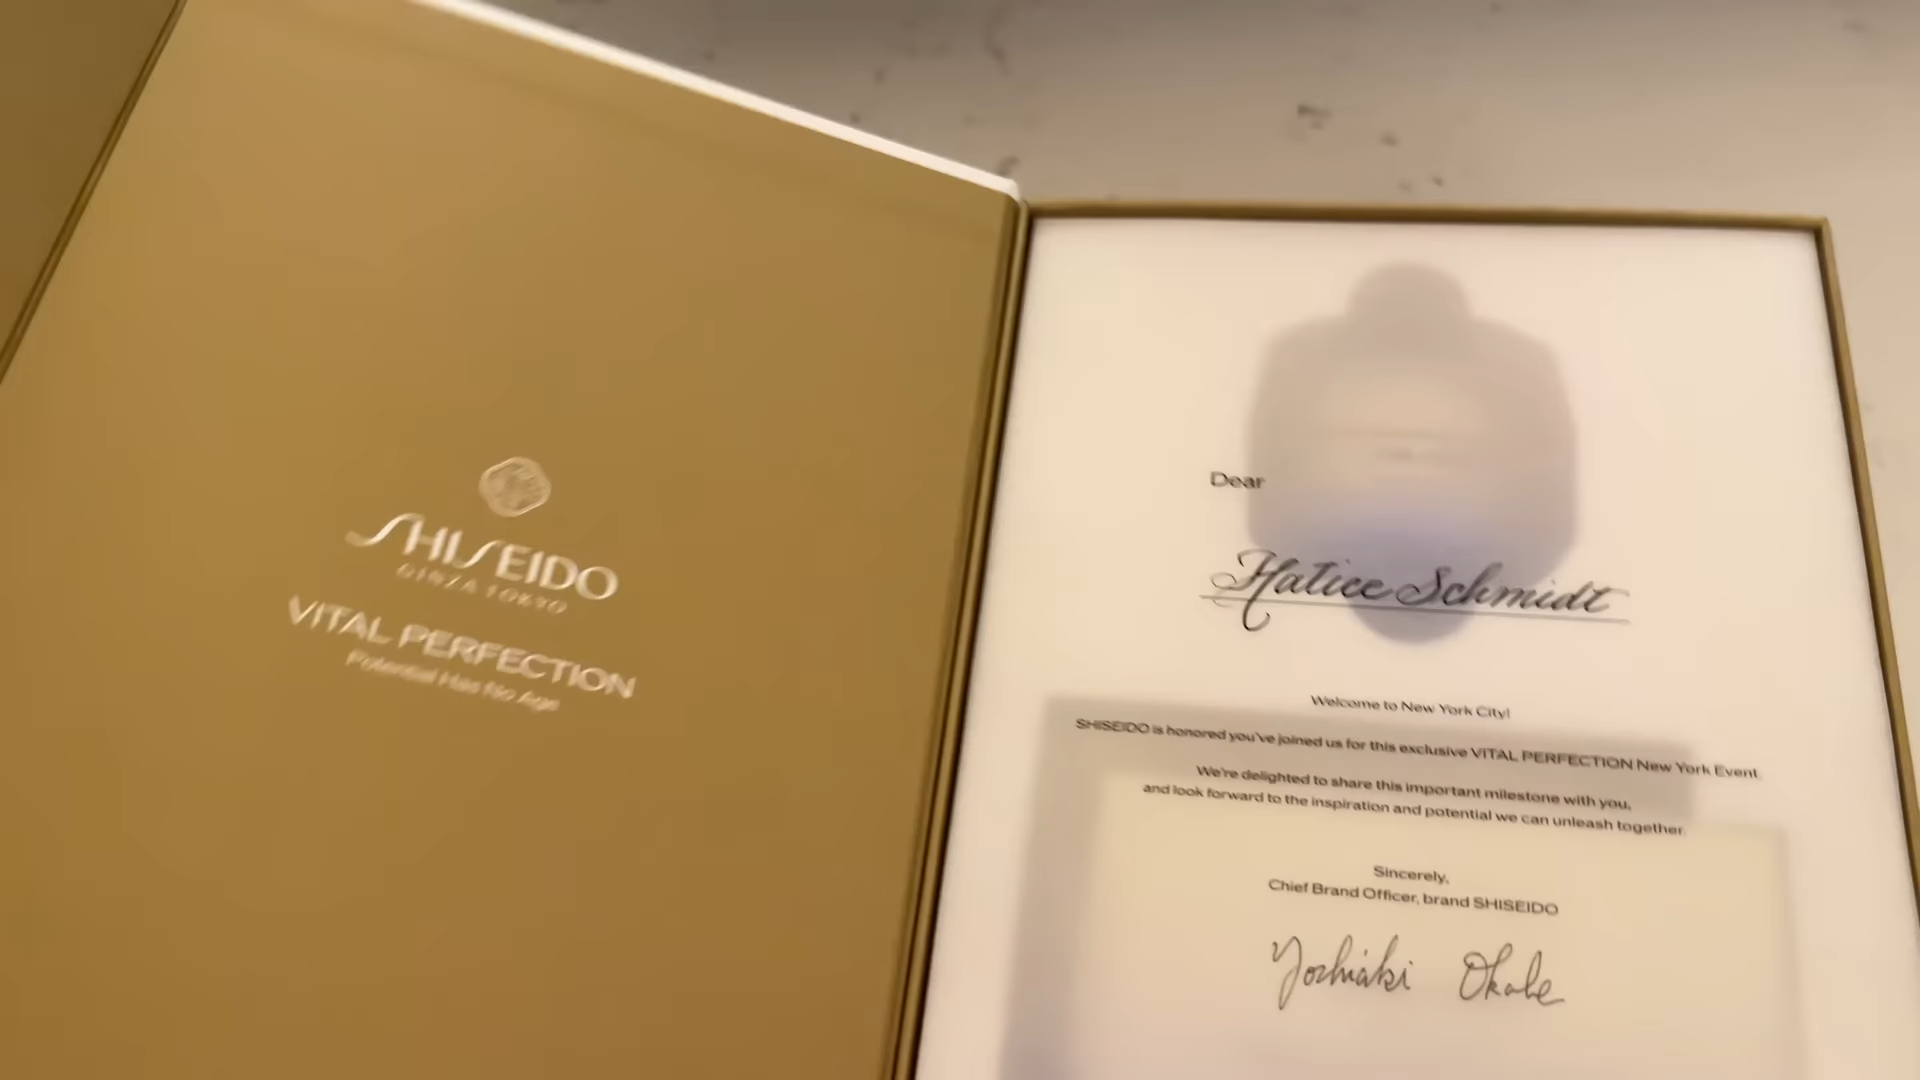 SHISEIDO
GINZA TOKYO
VITAL PERFECTION
Potential Has No Age
Dear
Hatice Schmidt
Welcome to New York City!
SHISEIDO is honored you've joined us for this exclusive VITAL PERFECTION New York Event.
We're delighted to share this important milestone with you,
and look forward to the inspiration and potential we can unleash together.
Sincerely,
Chief Brand Officer, brand SHISEIDO
Yoshiaki Okabe